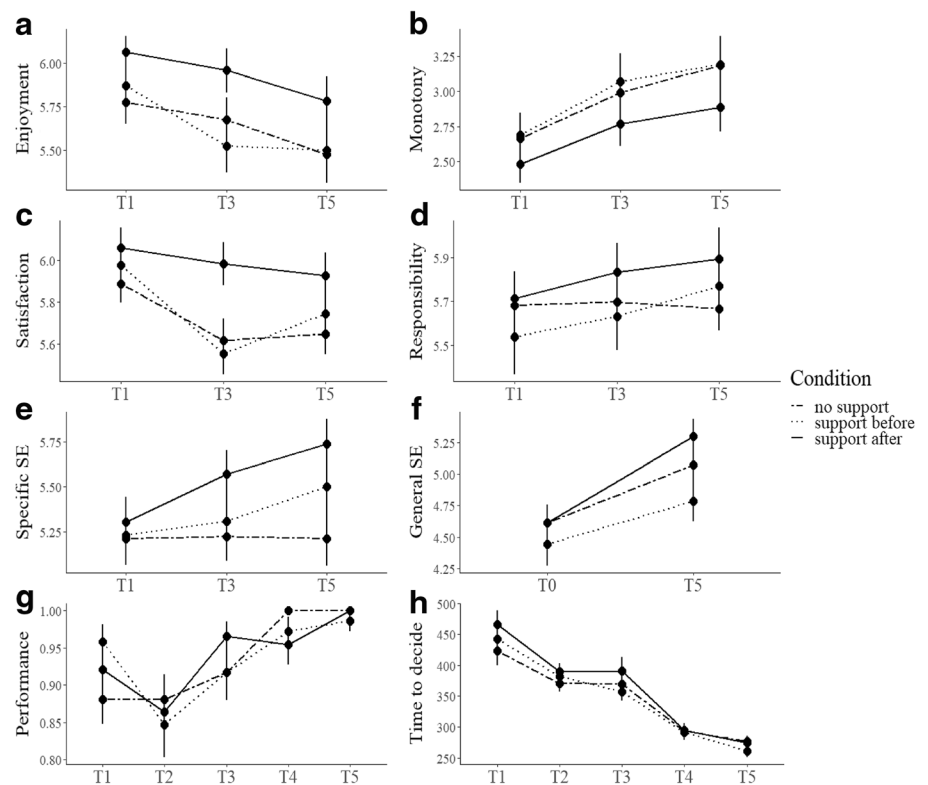 a
Enjoyment
6.00
5.75
5.50
T1 T3 T5
b
Monotony
3.25
3.00
2.75
2.50
T1 T3 T5
c
Satisfaction
6.0
5.8
5.6
T1 T3 T5
d
Responsibility
5.9
5.7
5.5
T1 T3 T5
Condition
no support
support before
support after
e
Specific SE
5.75
5.50
5.25
T1 T3 T5
f
General SE
5.25
5.00
4.75
4.50
4.25
T0 T5
g
Performance
1.00
0.95
0.90
0.85
0.80
T1 T2 T3 T4 T5
h
Time to decide
500
450
400
350
300
250
T1 T2 T3 T4 T5